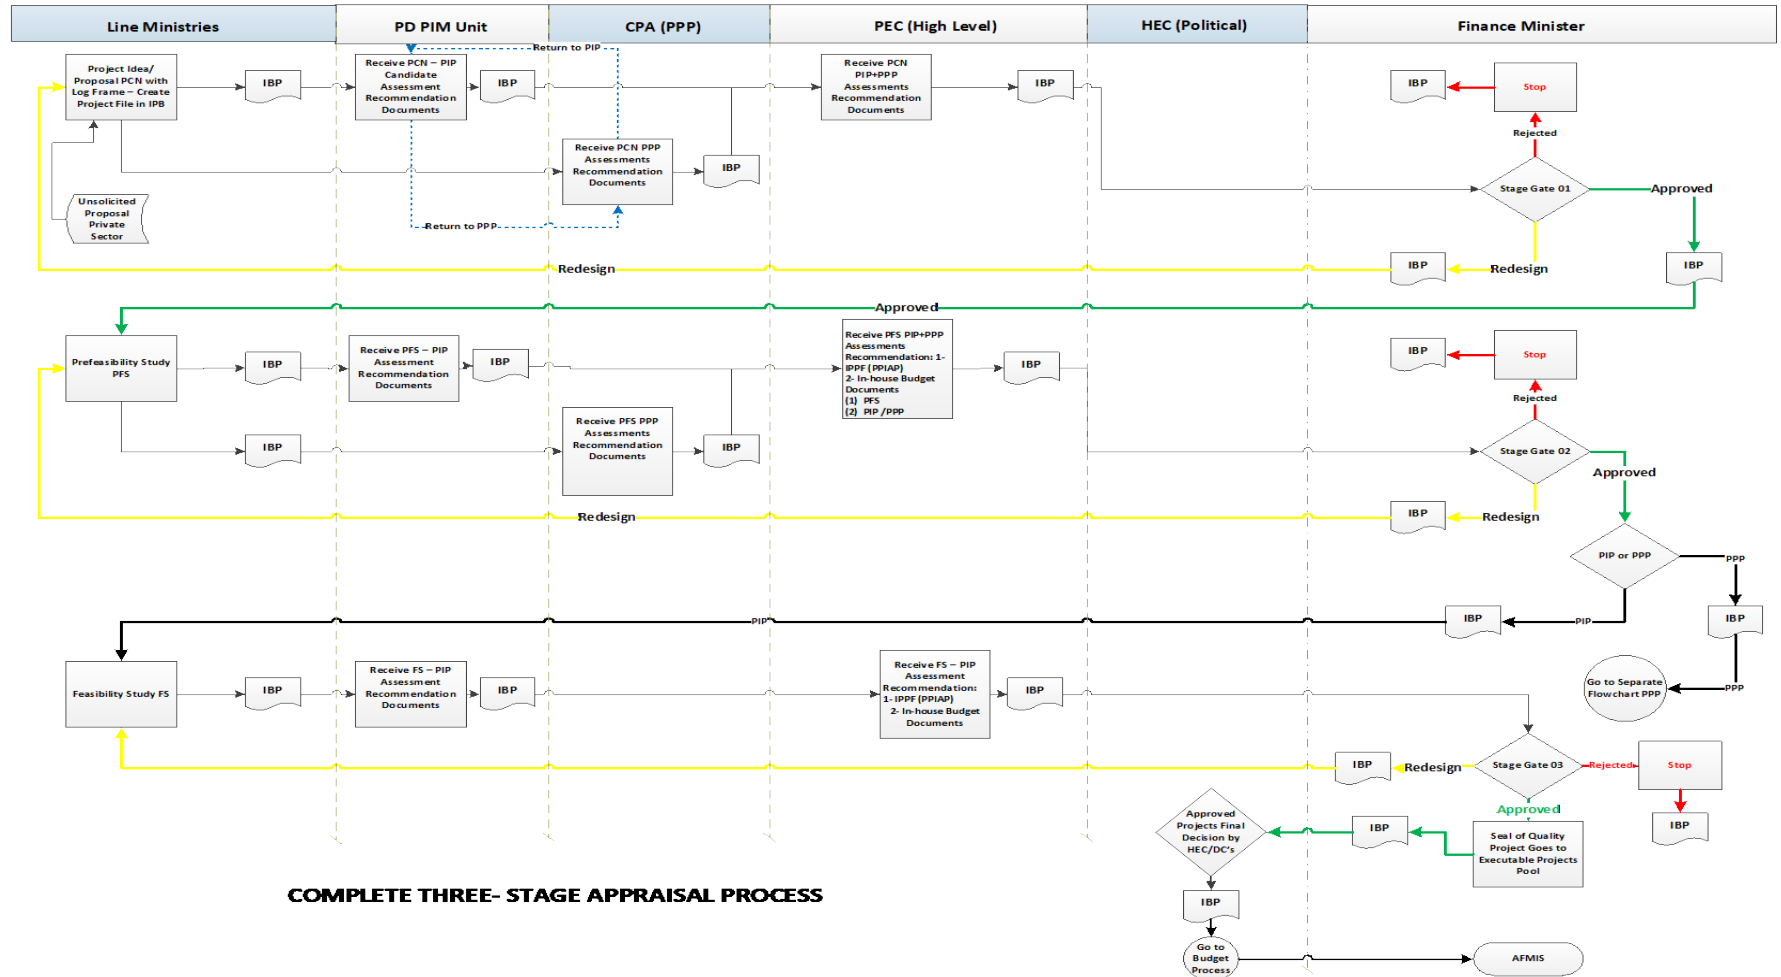 Line Ministries
PD PIM Unit
CPA (PPP)
PEC (High Level)
HEC (Political)
Finance Minister
Return to PIP
Project Idea/
Proposal PCN with
Log Frame – Create
Project File in IPB
IBP
Receive PCN – PIP
Candidate
Assessment
Recommendation
Documents
IBP
Receive PCN
PIP+PPP
Assessments
Recommendation
Documents
IBP
IBP
Stop
Rejected
Receive PCN PPP
Assessments
Recommendation
Documents
IBP
Stage Gate 01
Approved
Unsolicited
Proposal
Private
Sector
Return to PPP
Redesign
IBP
Redesign
IBP
Approved
Prefeasibility Study
PFS
IBP
Receive PFS – PIP
Assessment
Recommendation
Documents
IBP
Receive PFS PIP+PPP
Assessments
Recommendation: 1-
IPPF (PPIAP)
2- In-house Budget
Documents
(1) PFS
(2) PIP /PPP
IBP
IBP
Stop
Rejected
IBP
Receive PFS PPP
Assessments
Recommendation
Documents
IBP
Stage Gate 02
Approved
Redesign
IBP
Redesign
PIP or PPP
PPP
PIP
IBP
PIP
IBP
Feasibility Study FS
IBP
Receive FS – PIP
Assessment
Recommendation
Documents
IBP
Receive FS – PIP
Assessment
Recommendation:
1- IPPF (PPIAP)
2- In-house Budget
Documents
IBP
Go to Separate
Flowchart PPP
PPP
IBP
Redesign
Stage Gate 03
Rejected
Stop
Approved
IBP
Approved
Projects Final
Decision by
HEC/DC's
IBP
Seal of Quality
Project Goes to
Executable Projects
Pool
COMPLETE THREE- STAGE APPRAISAL PROCESS
IBP
Go to
Budget
Process
AFMIS